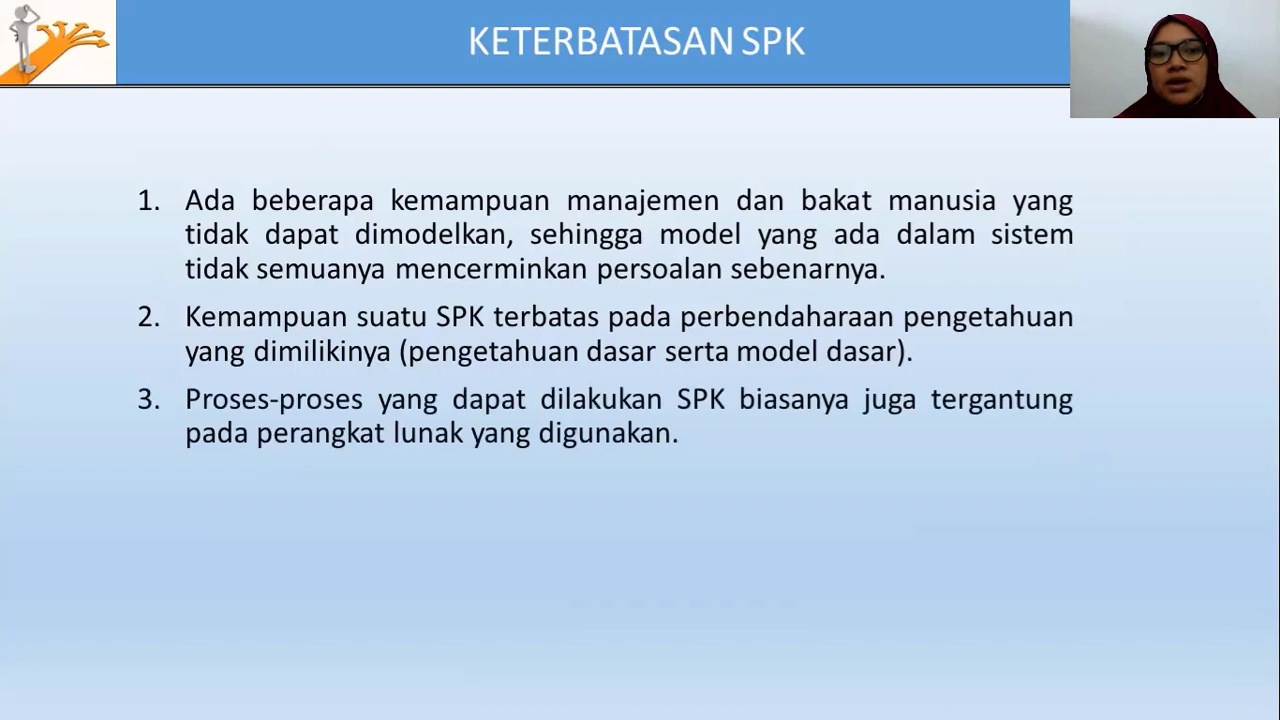 KETERBATASAN SPK
1. Ada beberapa kemampuan manajemen dan bakat manusia yang
tidak dapat dimodelkan, sehingga model yang ada dalam sistem
tidak semuanya mencerminkan persoalan sebenarnya.
2. Kemampuan suatu SPK terbatas pada perbendaharaan pengetahuan
yang dimilikinya (pengetahuan dasar serta model dasar).
3. Proses-proses yang dapat dilakukan SPK biasanya juga tergantung
pada perangkat lunak yang digunakan.